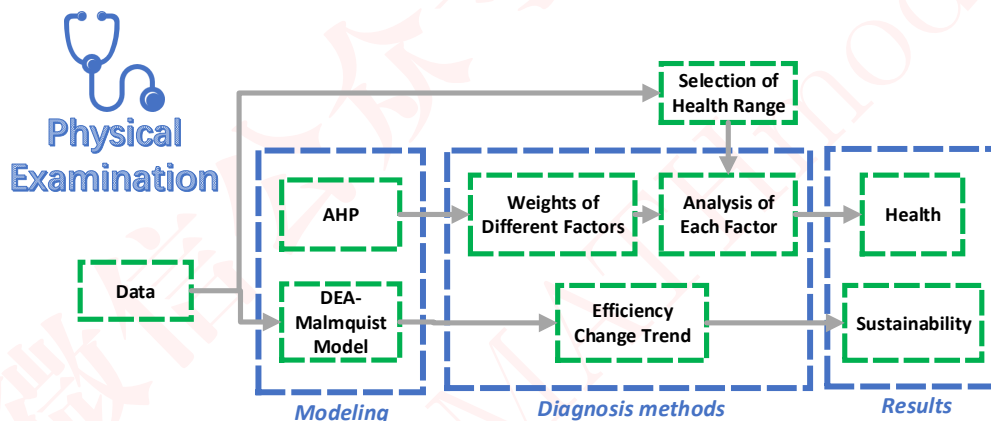 Physical
Examination
Selection of
Health Range
AHP
Weights of
Different Factors
Analysis of
Each Factor
Health
Data
DEA-
Malmquist
Model
Efficiency
Change Trend
Sustainability
Modeling
Diagnosis methods
Results